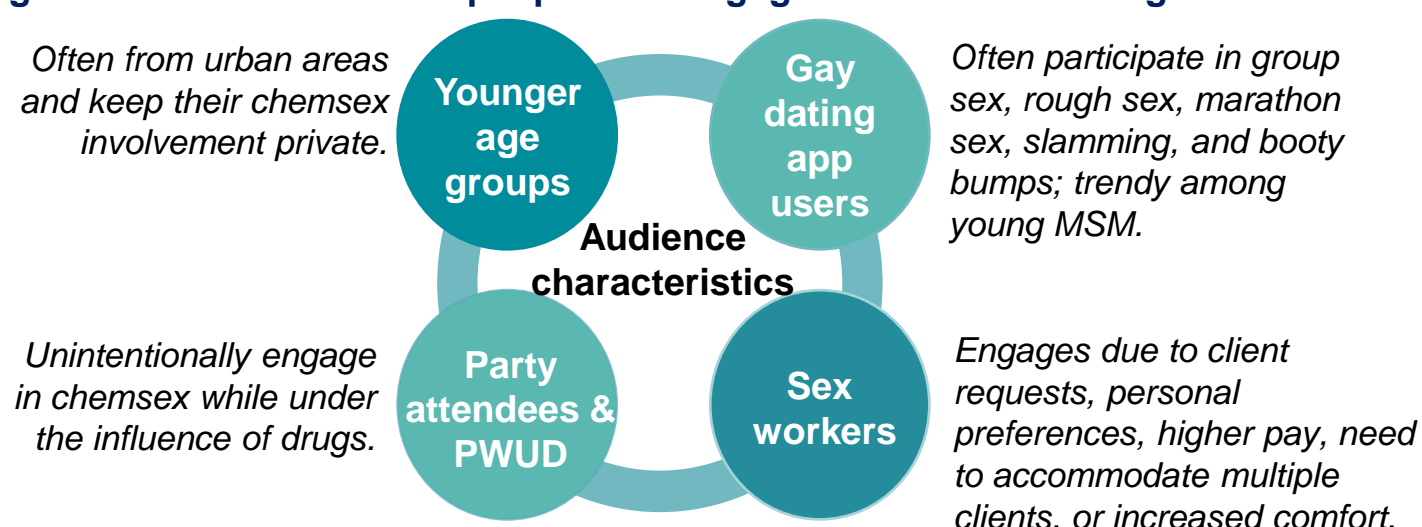 Often from urban areas
and keep their chemsex
involvement private.
Younger
age
groups
Gay
dating
app
users
Often participate in group
sex, rough sex, marathon
sex, slamming, and booty
bumps; trendy among
young MSM.
Audience
characteristics
Unintentionally engage
in chemsex while under
the influence of drugs.
Party
attendees &
PWUD
Sex
workers
Engages due to client
requests, personal
preferences, higher pay, need
to accommodate multiple
clients, or increased comfort.